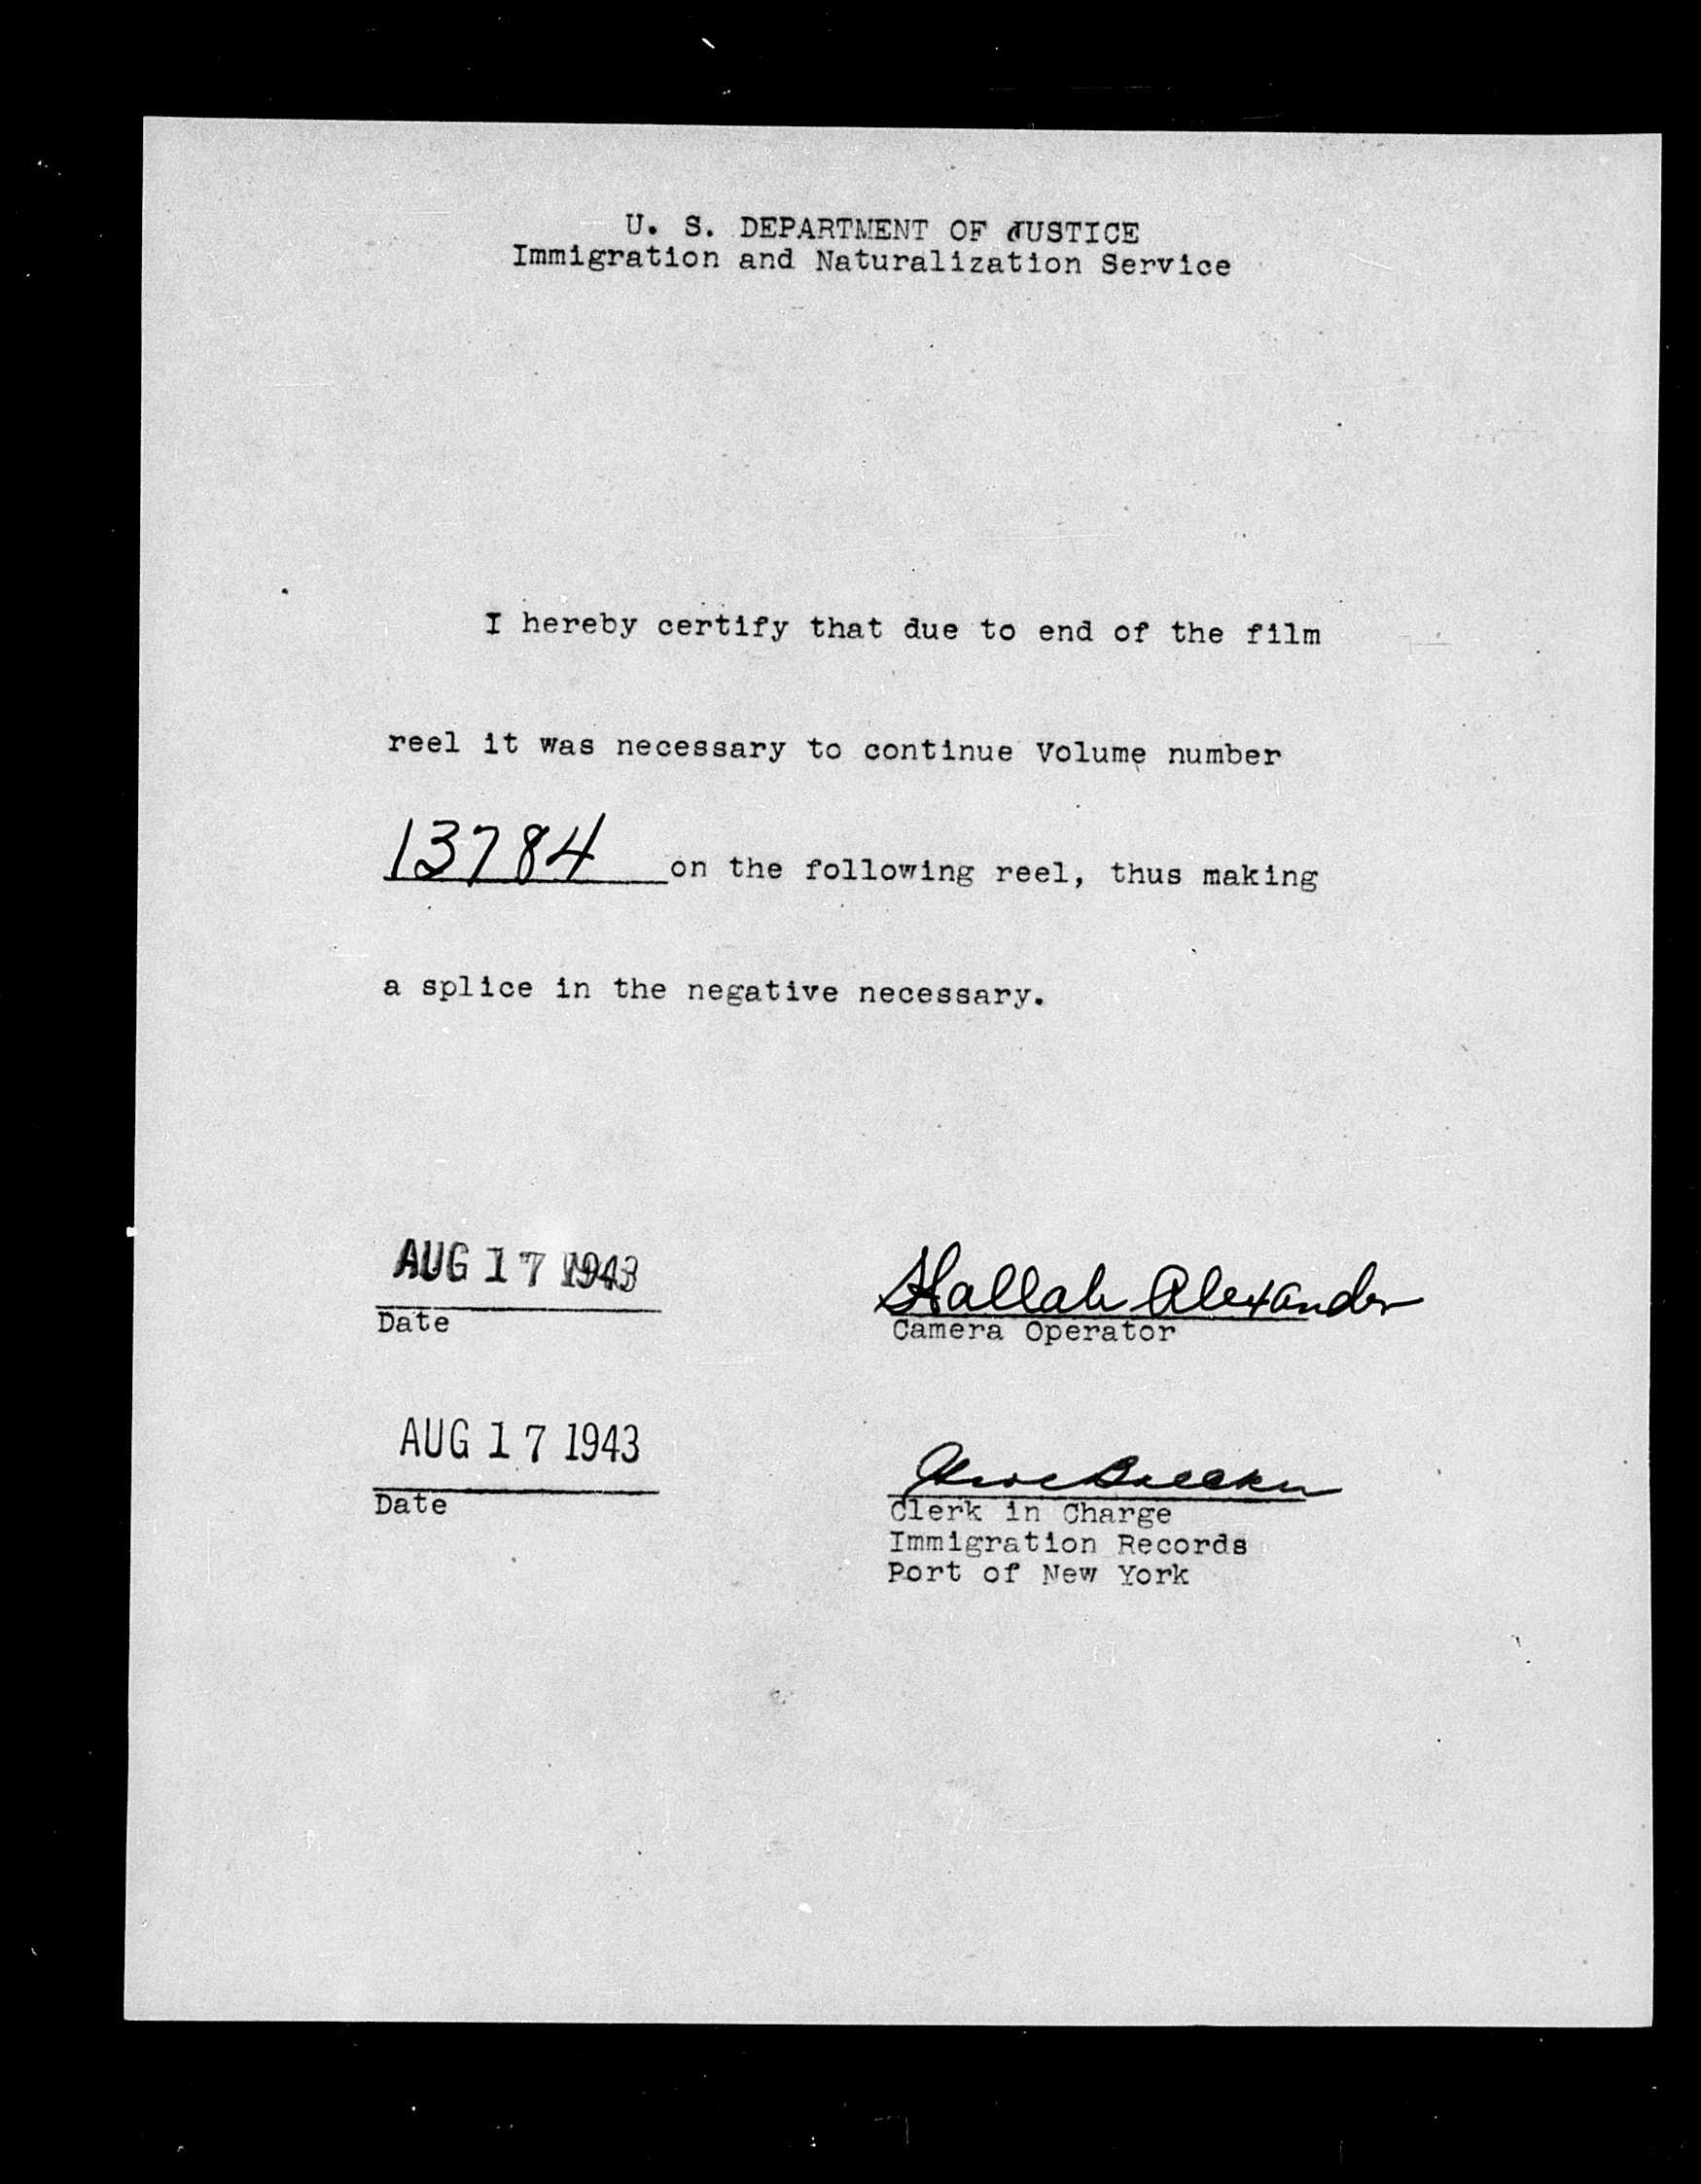 U. S. DEPARTMENT OF JUSTICE
Immigration and Naturalization Service
I hereby certify that due to end of the film
reel it was necessary to continue Volume number
13784 on the following reel, thus making
a splice in the negative necessary.
AUG 17 1943
Date
Hallah Alexander
Camera Operator
AUG 17 1943
Date
Clerk in Charge
Immigration Records
Port of New York